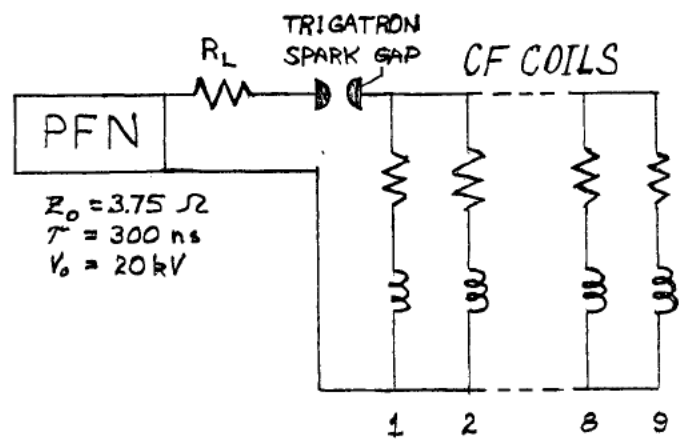 TRIGATRON
SPARK GAP
R_L
CF COILS
PFN
Z₀ = 3.75 Ω
τ = 300 ns
V₀ = 20 kV
1 2 8 9